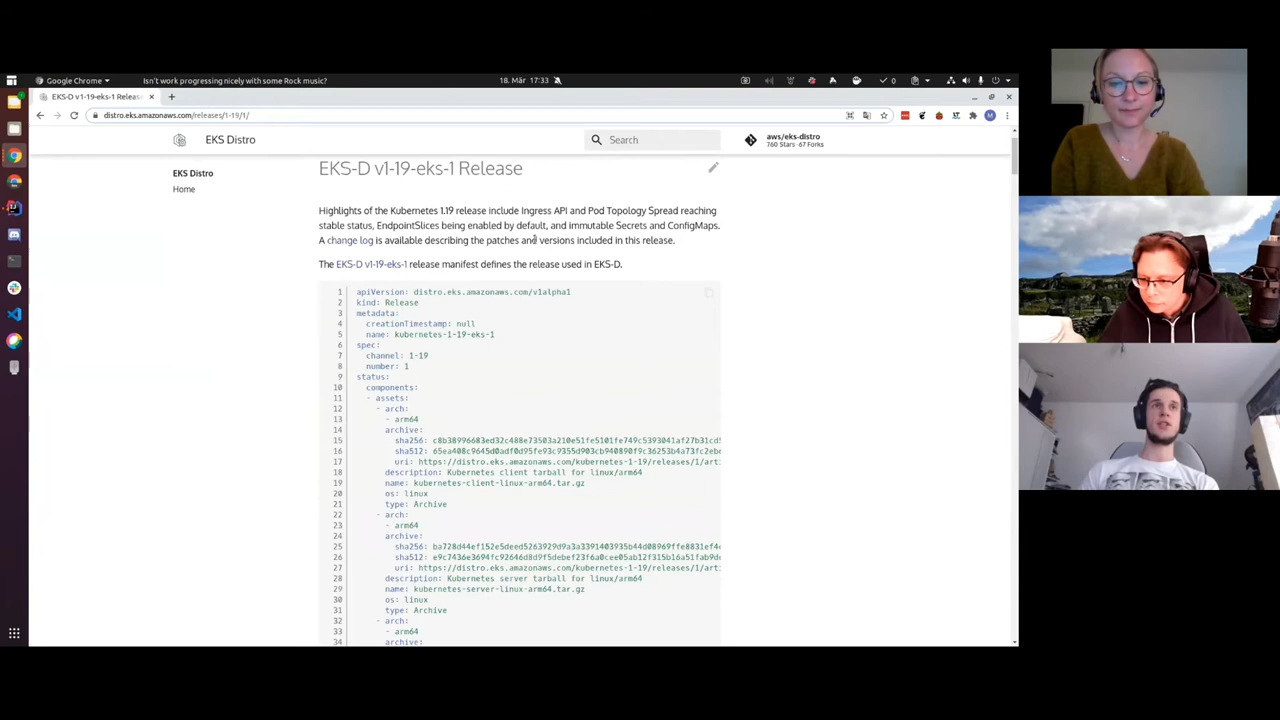 Google Chrome
Isn't work progressing nicely with some Rock music?
18. Mär 17:33
0
EKS-D v1-19-eks-1 Releas
distro.eks.amazonaws.com/releases/1-19/1/
EKS Distro
Search
aws/eks-distro
760 Stars · 67 Forks
EKS Distro
Home
EKS-D v1-19-eks-1 Release
Highlights of the Kubernetes 1.19 release include Ingress API and Pod Topology Spread reaching
stable status, EndpointSlices being enabled by default, and immutable Secrets and ConfigMaps.
A change log is available describing the patches and versions included in this release.
The EKS-D v1-19-eks-1 release manifest defines the release used in EKS-D.
1 apiVersion: distro.eks.amazonaws.com/v1alpha1
2 kind: Release
3 metadata:
4 creationTimestamp: null
5 name: kubernetes-1-19-eks-1
6 spec:
7 channel: 1-19
8 number: 1
9 status:
10 components:
11 - assets:
12 - arch:
13 - arm64
14 archive:
15 sha256:
16 sha512:
17 uri: https://distro.eks.amazonaws.com/kubernetes-1-19/releases/1/arti
18 description: Kubernetes client tarball for linux/arm64
19 name: kubernetes-client-linux-arm64.tar.gz
20 os: linux
21 type: Archive
22 - arch:
23 - arm64
24 archive:
25 sha256:
26 sha512:
27 uri: https://distro.eks.amazonaws.com/kubernetes-1-19/releases/1/arti
28 description: Kubernetes server tarball for linux/arm64
29 name: kubernetes-server-linux-arm64.tar.gz
30 os: linux
31 type: Archive
32 - arch:
33 - arm64
34 archive: